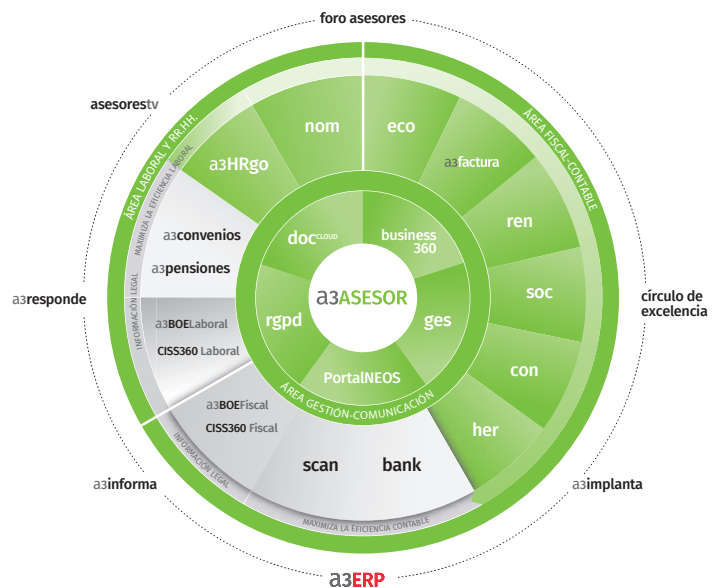 foro asesores
asesorestv
ÁREA LABORAL Y RR.HH.
ÁREA FISCAL-CONTABLE
MAXIMIZA LA EFICIENCIA LABORAL
nom
eco
a3HRgo
a3factura
ren
a3convenios
a3pensiones
docCLOUD
business
360
soc
INFORMACIÓN LEGAL
a3responde
a3ASESOR
círculo de
excelencia
a3BOELaboral
CISS360 Laboral
rgpd
ges
con
PortalNEOS
ÁREA GESTIÓN-COMUNICACIÓN
a3BOEFiscal
CISS360 Fiscal
her
INFORMACIÓN LEGAL
scan
bank
a3informa
a3implanta
MAXIMIZA LA EFICIENCIA CONTABLE
a3ERP